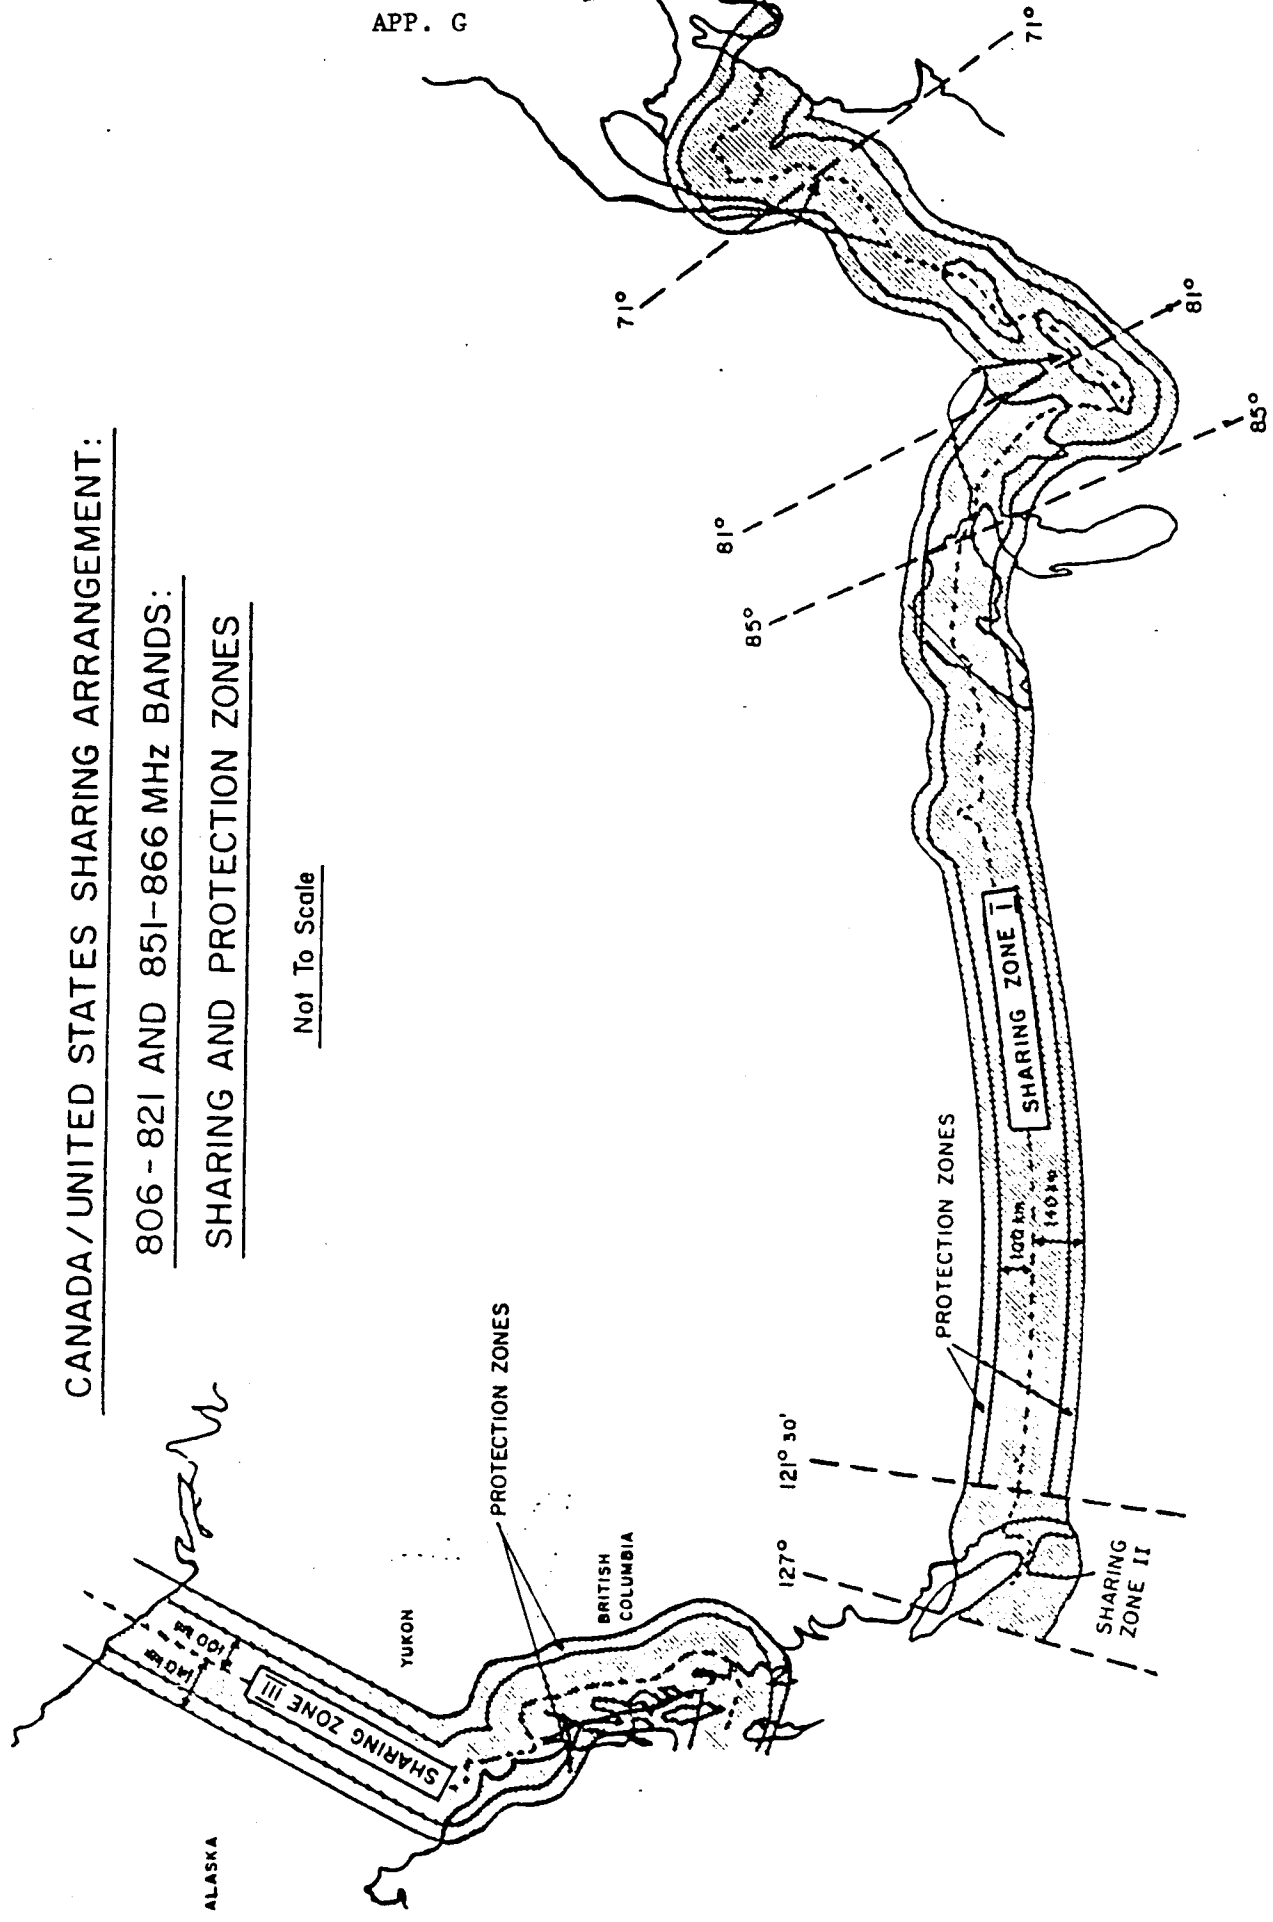 APP. G
CANADA/UNITED STATES SHARING ARRANGEMENT:
806-821 AND 851-866 MHz BANDS:
SHARING AND PROTECTION ZONES
Not To Scale
ALASKA
YUKON
BRITISH
COLUMBIA
PROTECTION ZONES
SHARING ZONE III
140 km
100 km
127°
121° 30'
SHARING
ZONE II
PROTECTION ZONES
100 km
140 km
SHARING ZONE I
85°
81°
71°
85°
81°
71°